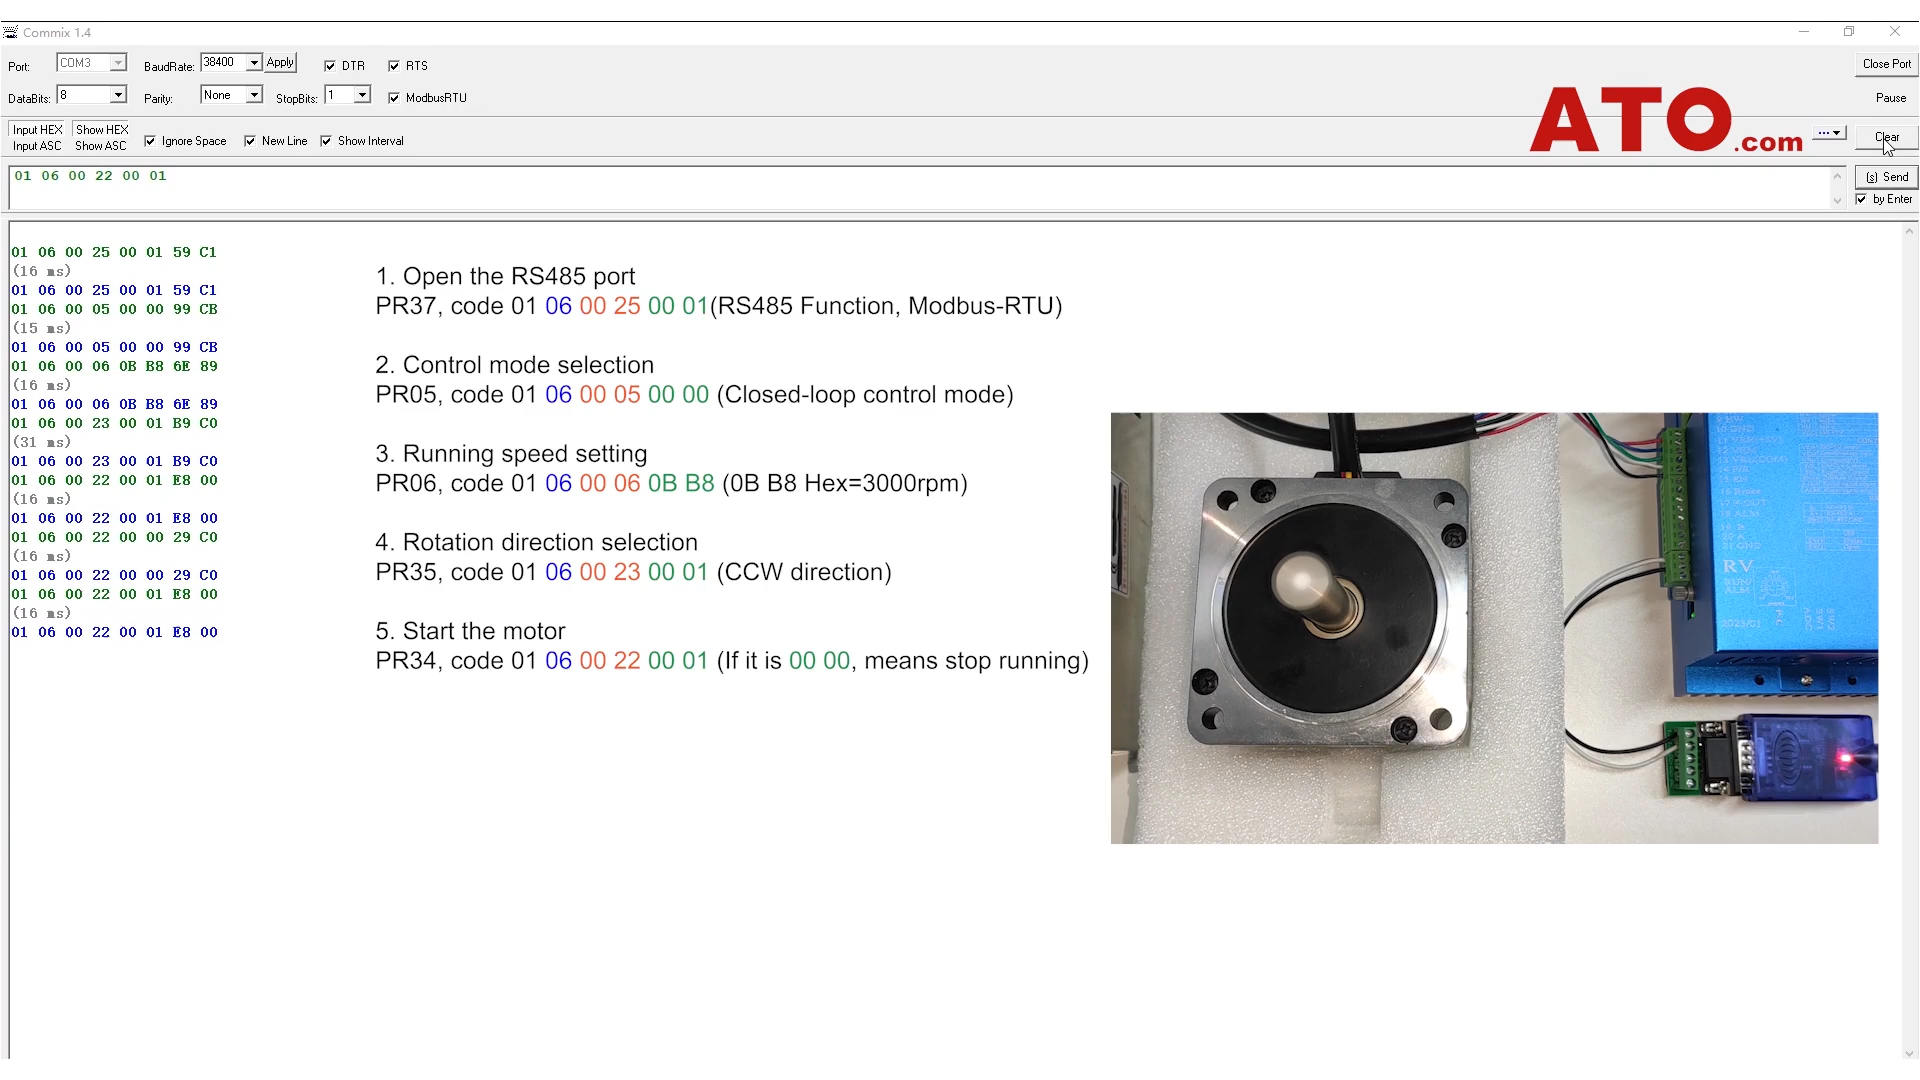 Commix 1.4
Port: COM3 BaudRate: 38400 Apply DTR RTS Close Port
DataBits: 8 Parity: None StopBits: 1 ModbusRTU Pause
ATO.com
Input HEX Show HEX
Input ASC Show ASC Ignore Space New Line Show Interval ... Clear
01 06 00 22 00 01
(s) Send
by Enter
01 06 00 25 00 01 59 C1
(16 ms)
01 06 00 25 00 01 59 C1
01 06 00 05 00 00 99 CB
(15 ms)
01 06 00 05 00 00 99 CB
01 06 00 06 0B B8 6E 89
(16 ms)
01 06 00 06 0B B8 6E 89
01 06 00 23 00 01 B9 C0
(31 ms)
01 06 00 23 00 01 B9 C0
01 06 00 22 00 01 E8 00
(16 ms)
01 06 00 22 00 01 E8 00
01 06 00 22 00 00 29 C0
(16 ms)
01 06 00 22 00 00 29 C0
01 06 00 22 00 01 E8 00
(16 ms)
01 06 00 22 00 01 E8 00
1. Open the RS485 port
PR37, code 01 06 00 25 00 01(RS485 Function, Modbus-RTU)
2. Control mode selection
PR05, code 01 06 00 05 00 00 (Closed-loop control mode)
3. Running speed setting
PR06, code 01 06 00 06 0B B8 (0B B8 Hex=3000rpm)
4. Rotation direction selection
PR35, code 01 06 00 23 00 01 (CCW direction)
5. Start the motor
PR34, code 01 06 00 22 00 01 (If it is 00 00, means stop running)
RV
RUN/
ALM
2023/01